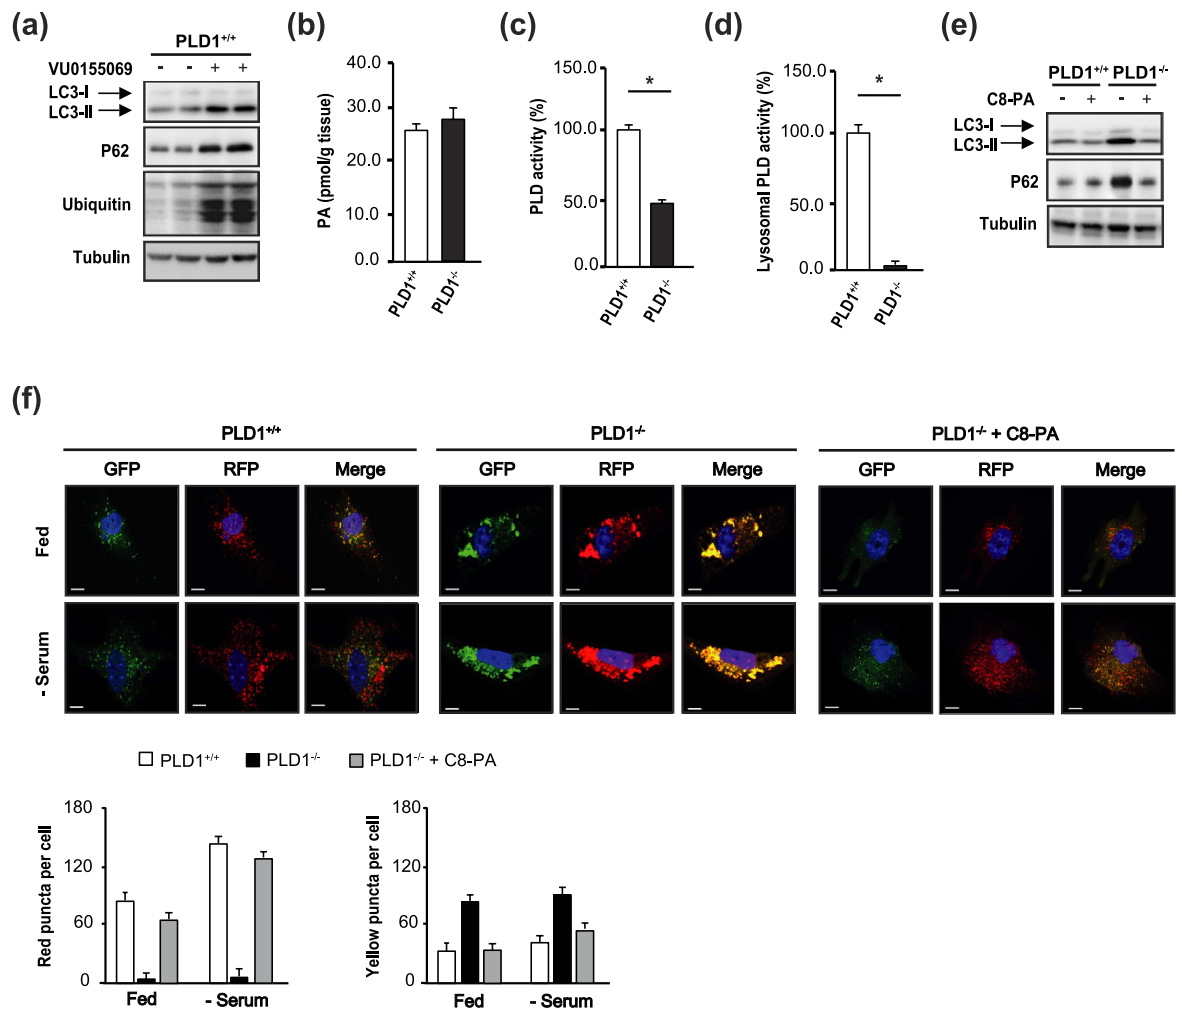 (a)
PLD1+/+
VU0155069 - - + +
LC3-I
LC3-II
P62
Ubiquitin
Tubulin
(b)
PA (pmol/g tissue)
40.0
30.0
20.0
10.0
0.0
PLD1+/+
PLD1-/-
(c)
PLD activity (%)
150.0
100.0
50.0
0.0
*
PLD1+/+
PLD1-/-
(d)
Lysosomal PLD activity (%)
150.0
100.0
50.0
0.0
*
PLD1+/+
PLD1-/-
(e)
PLD1+/+ PLD1-/-
C8-PA - + - +
LC3-I
LC3-II
P62
Tubulin
(f)
PLD1+/+
PLD1-/-
PLD1-/- + C8-PA
GFP RFP Merge
GFP RFP Merge
GFP RFP Merge
Fed
- Serum
PLD1+/+ PLD1-/- PLD1-/- + C8-PA
Red puncta per cell
180
120
60
0
Fed - Serum
Yellow puncta per cell
180
120
60
0
Fed - Serum